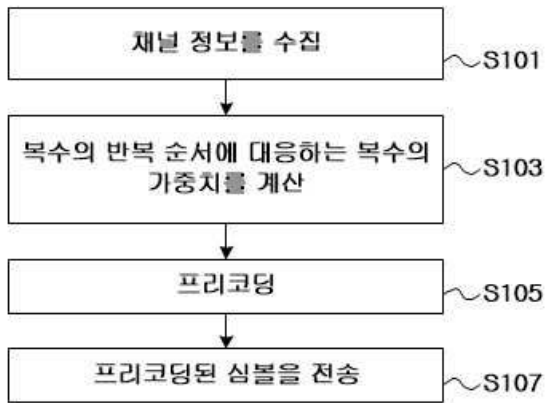 채널 정보를 수집
S101
복수의 반복 순서에 대응하는 복수의
가중치를 계산
S103
프리코딩
S105
프리코딩된 심볼을 전송
S107